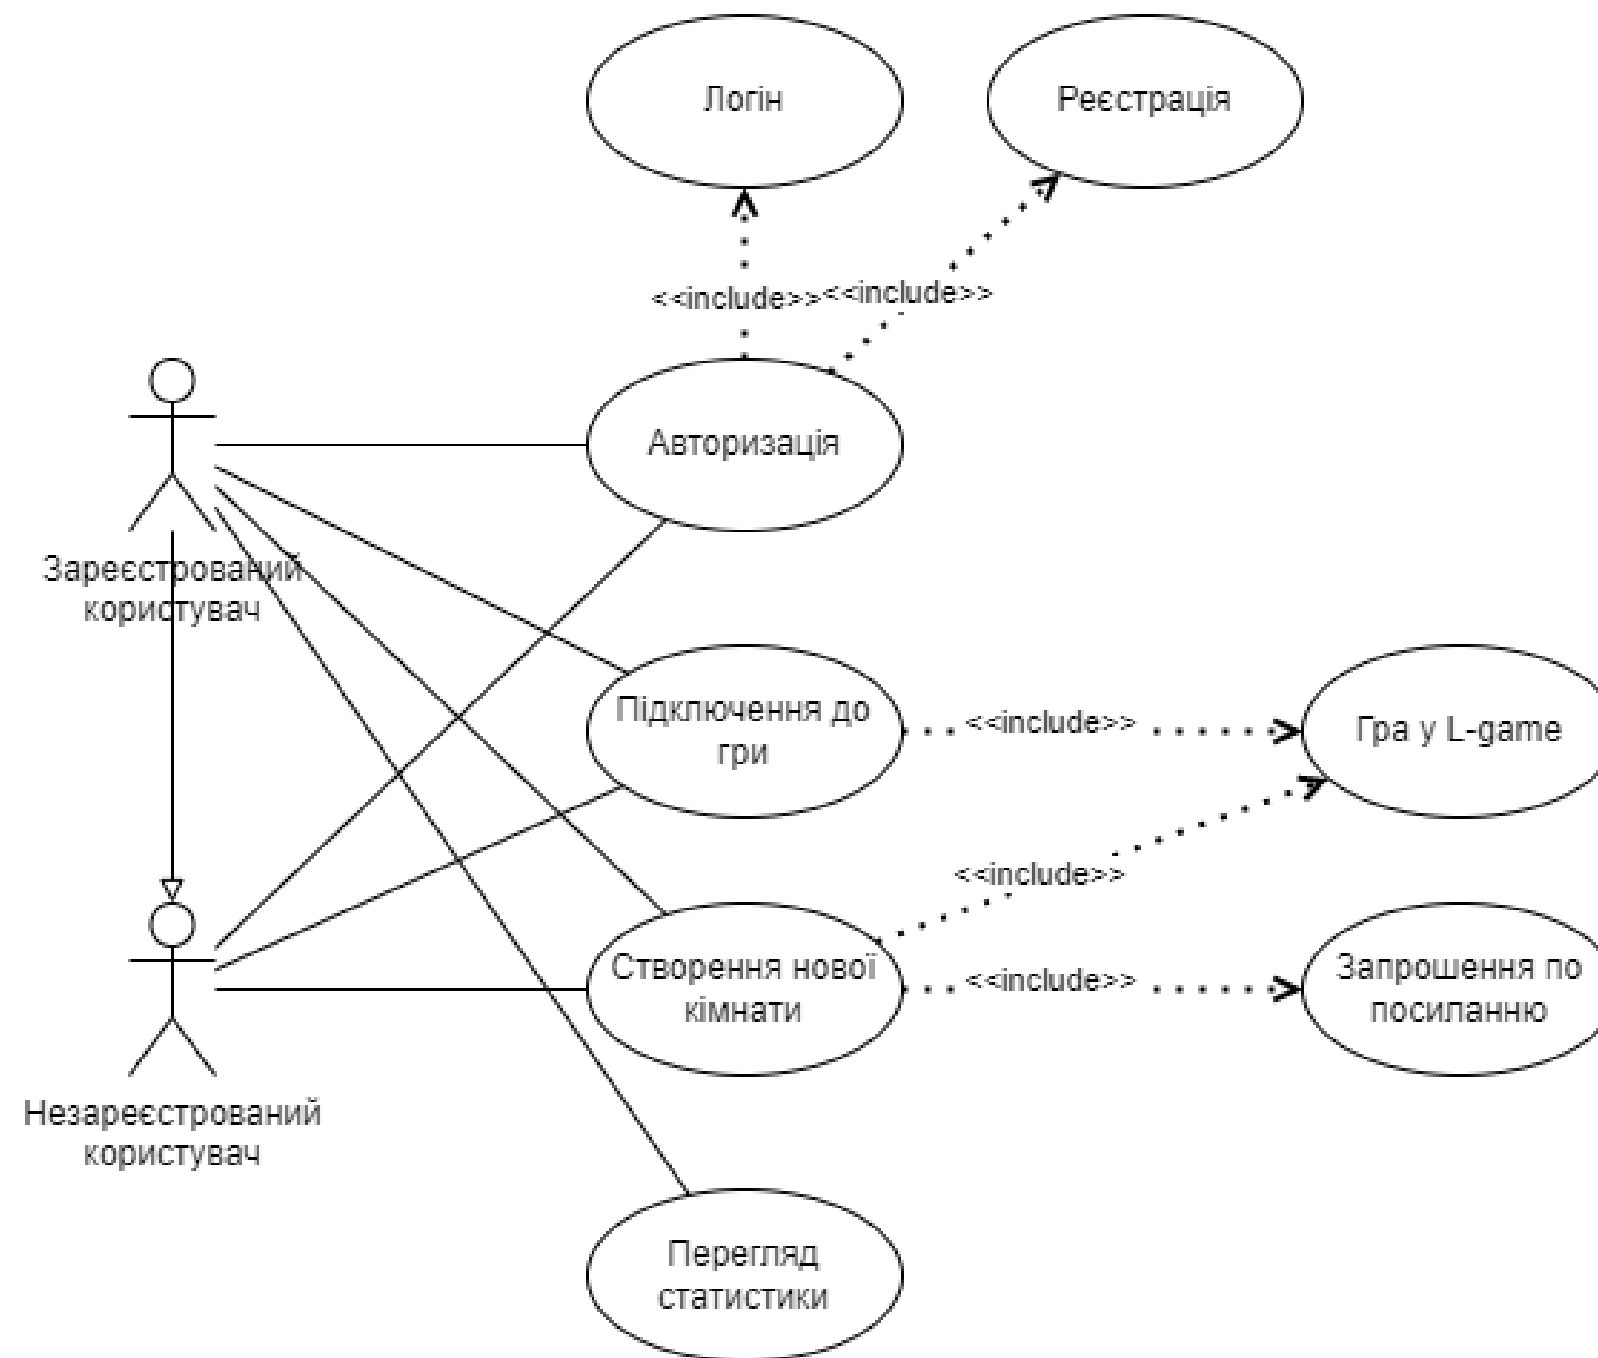 Логін
Реєстрація
<<include>>
<<include>>
Авторизація
Зареєстрований
користувач
Підключення до
гри
<<include>>
Гра у L-game
<<include>>
Створення нової
кімнати
<<include>>
Запрошення по
посиланню
Незареєстрований
користувач
Перегляд
статистики